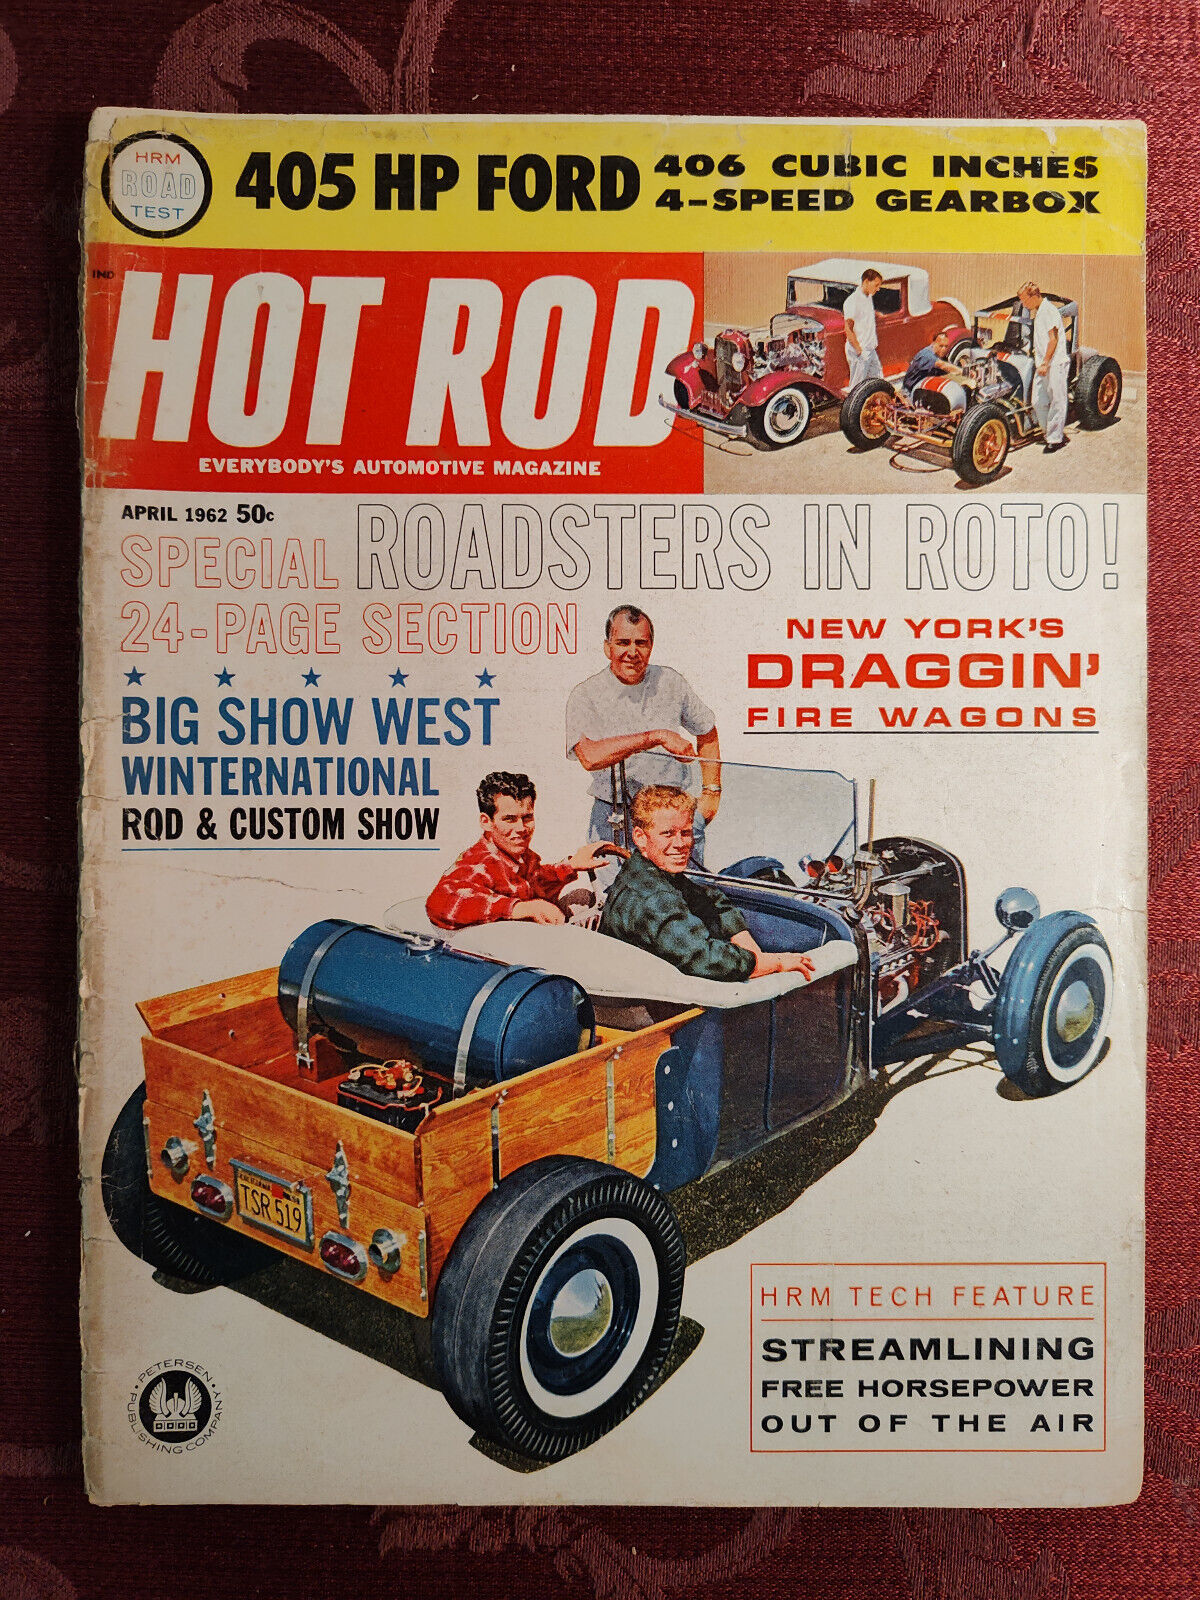 HRM
ROAD
TEST
405 HP FORD
406 CUBIC INCHES
4-SPEED GEARBOX
IND
HOT ROD
EVERYBODY'S AUTOMOTIVE MAGAZINE
APRIL 1962 50c
SPECIAL ROADSTERS IN ROTO!
24-PAGE SECTION
BIG SHOW WEST
WINTERNATIONAL
ROD & CUSTOM SHOW
NEW YORK'S
DRAGGIN'
FIRE WAGONS
TSR 519
HRM TECH FEATURE
STREAMLINING
FREE HORSEPOWER
OUT OF THE AIR
PETERSEN
PUBLISHING COMPANY